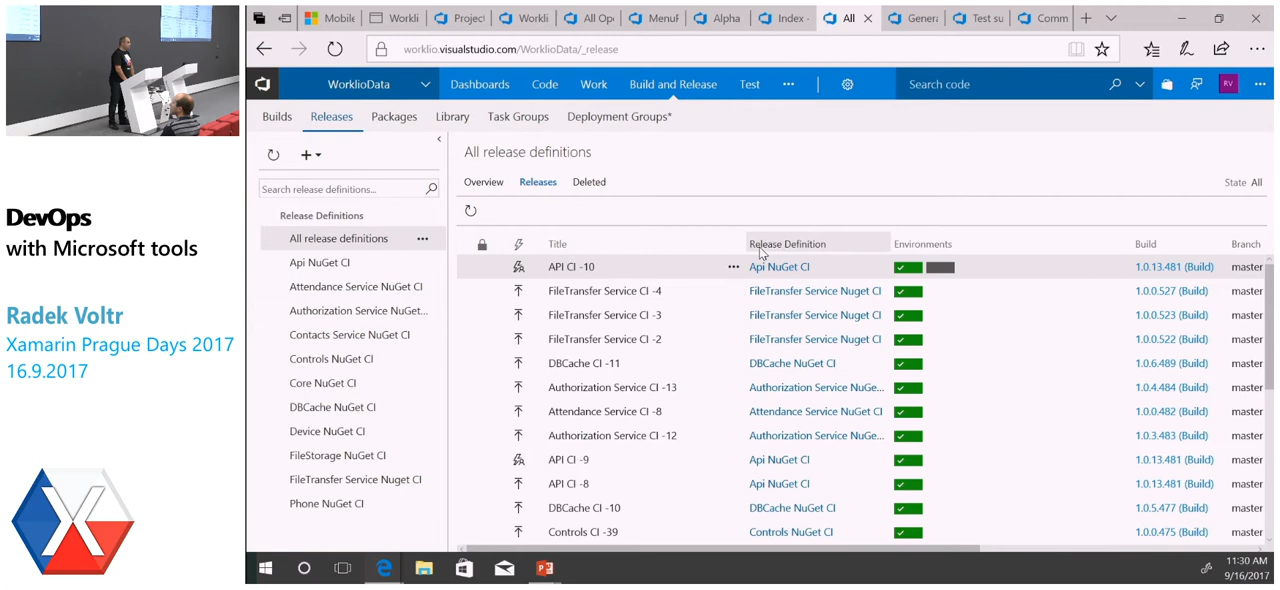 DevOps
with Microsoft tools
Radek Voltr
Xamarin Prague Days 2017
16.9.2017
Mobile
Workli
Project
Workli
All Ope
Menuf
Alpha
Index -
All
Genera
Test su
Comm
worklio.visualstudio.com/WorklioData/_release
WorklioData
Dashboards
Code
Work
Build and Release
Test
Search code
RV
Builds
Releases
Packages
Library
Task Groups
Deployment Groups*
Search release definitions...
Release Definitions
All release definitions
Api NuGet CI
Attendance Service NuGet CI
Authorization Service NuGet...
Contacts Service NuGet CI
Controls NuGet CI
Core NuGet CI
DBCache NuGet CI
Device NuGet CI
FileStorage NuGet CI
FileTransfer Service NuGet CI
Phone NuGet CI
All release definitions
Overview
Releases
Deleted
State All
Title Release Definition Environments Build Branch
API CI -10 Api NuGet CI 1.0.13.481 (Build) master
FileTransfer Service CI -4 FileTransfer Service Nuget CI 1.0.0.527 (Build) master
FileTransfer Service CI -3 FileTransfer Service Nuget CI 1.0.0.523 (Build) master
FileTransfer Service CI -2 FileTransfer Service Nuget CI 1.0.0.522 (Build) master
DBCache CI -11 DBCache NuGet CI 1.0.6.489 (Build) master
Authorization Service CI -13 Authorization Service NuGe... 1.0.4.484 (Build) master
Attendance Service CI -8 Attendance Service NuGet CI 1.0.0.482 (Build) master
Authorization Service CI -12 Authorization Service NuGe... 1.0.3.483 (Build) master
API CI -9 Api NuGet CI 1.0.13.481 (Build) master
API CI -8 Api NuGet CI 1.0.13.481 (Build) master
DBCache CI -10 DBCache NuGet CI 1.0.5.477 (Build) master
Controls CI -39 Controls NuGet CI 1.0.0.475 (Build) master
11:30 AM
9/16/2017